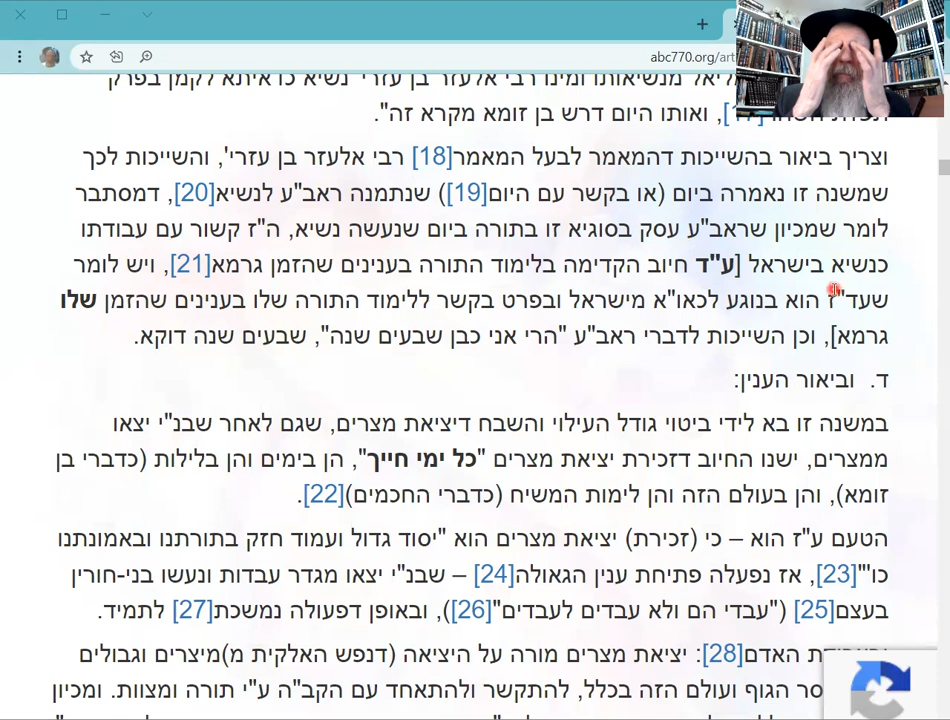 abc770.org/art
אליאל מנשיאותו ומינו רבי אלעזר בן עזרי' נשיא כדאיתא לקמן בפרק
, ואותו היום דרש בן זומא מקרא זה".
וצריך ביאור בהשייכות דהמאמר לבעל המאמר[18] רבי אלעזר בן עזרי', והשייכות לכך
שמשנה זו נאמרה ביום (או בקשר עם היום[19]) שנתמנה ראב"ע לנשיא[20], דמסתבר
לומר שמכיון שראב"ע עסק בסוגיא זו בתורה ביום שנעשה נשיא, ה"ז קשור עם עבודתו
כנשיא בישראל [ע"ד חיוב הקדימה בלימוד התורה בענינים שהזמן גרמא[21], ויש לומר
שעד"ז הוא בנוגע לכאו"א מישראל ובפרט בקשר ללימוד התורה שלו בענינים שהזמן שלו
גרמא], וכן השייכות לדברי ראב"ע "הרי אני כבן שבעים שנה", שבעים שנה דוקא.
ד. וביאור הענין:
במשנה זו בא לידי ביטוי גודל העילוי והשבח דיציאת מצרים, שגם לאחר שבנ"י יצאו
ממצרים, ישנו החיוב דזכירת יציאת מצרים "כל ימי חייך", הן בימים והן בלילות (כדברי בן
זומא), והן בעולם הזה והן לימות המשיח (כדברי החכמים)[22].
הטעם ע"ז הוא – כי (זכירת) יציאת מצרים הוא "יסוד גדול ועמוד חזק בתורתנו ובאמונתנו
כו'"[23], אז נפעלה פתיחת ענין הגאולה[24] – שבנ"י יצאו מגדר עבדות ונעשו בני-חורין
בעצם[25] ("עבדי הם ולא עבדים לעבדים"[26]), ובאופן דפעולה נמשכת[27] לתמיד.
האדם[28]: יציאת מצרים מורה על היציאה (דנפש האלקית מ)מיצרים וגבולים
סר הגוף ועולם הזה בכלל, להתקשר ולהתאחד עם הקב"ה ע"י תורה ומצוות. ומכיון